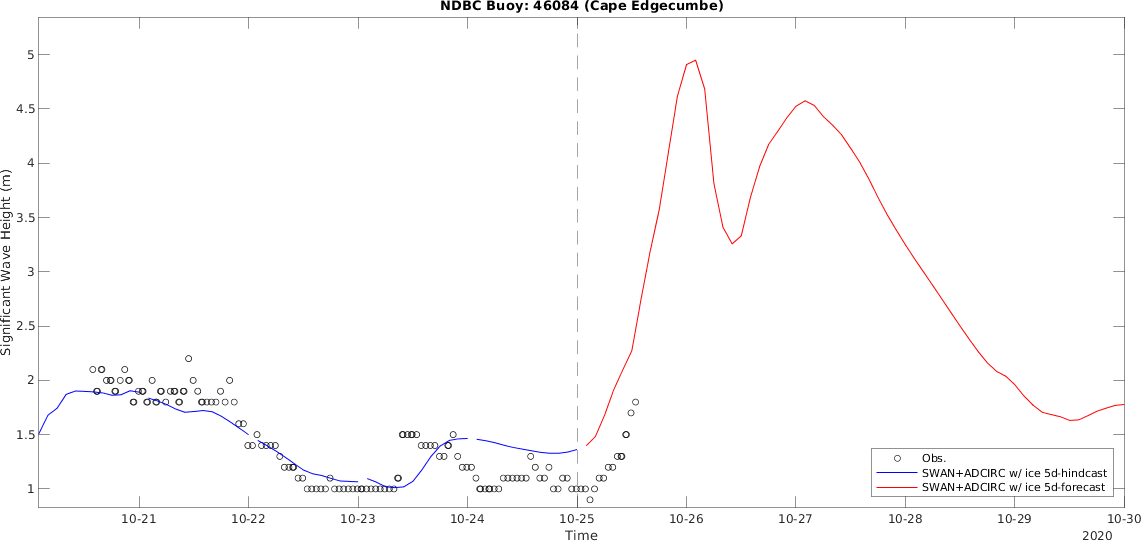 NDBC Buoy: 46084 (Cape Edgecumbe)
Significant Wave Height (m)
5
4.5
4
3.5
3
2.5
2
1.5
1
Obs.
SWAN+ADCIRC w/ ice 5d-hindcast
SWAN+ADCIRC w/ ice 5d-forecast
10-21 10-22 10-23 10-24 10-25 10-26 10-27 10-28 10-29 10-30
Time
2020